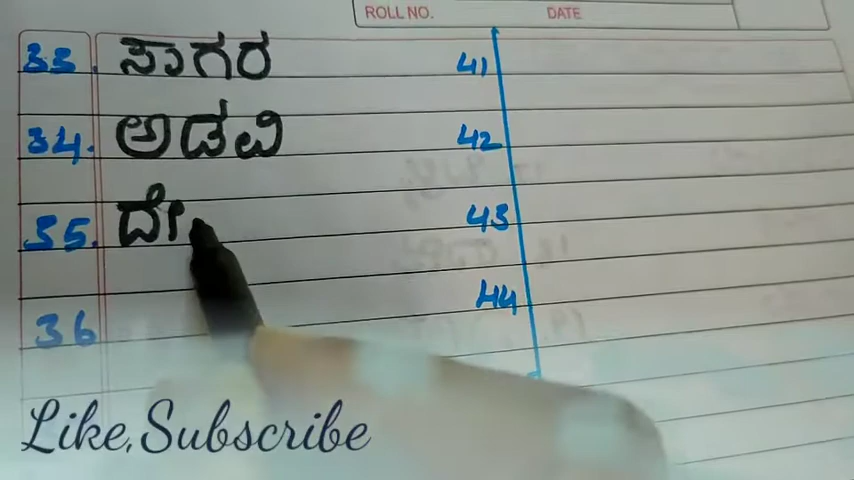 ROLL NO. DATE
33. ಸಾಗರ 41
34. ಅಡವಿ 42
35. ದೇ 43
36 44
Like, Subscribe